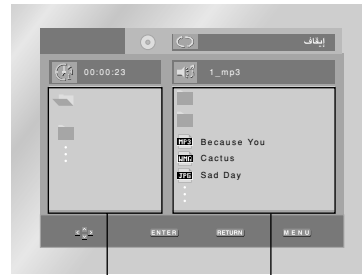 إيقاف
00:00:23
1_mp3
MP3 Because You
WMA Cactus
JPG Sad Day
ENTER RETURN MENU